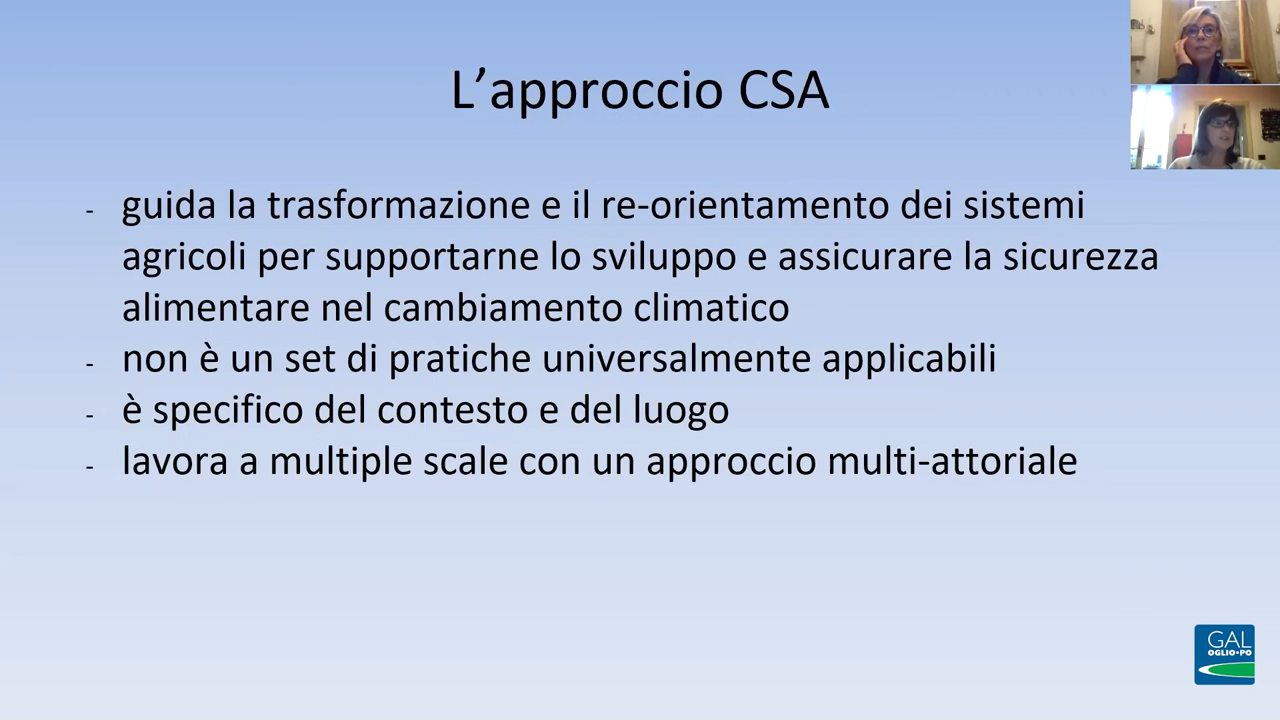 L’approccio CSA
- guida la trasformazione e il re-orientamento dei sistemi
agricoli per supportarne lo sviluppo e assicurare la sicurezza
alimentare nel cambiamento climatico
- non è un set di pratiche universalmente applicabili
- è specifico del contesto e del luogo
- lavora a multiple scale con un approccio multi-attoriale
GAL
OGLIO•PO